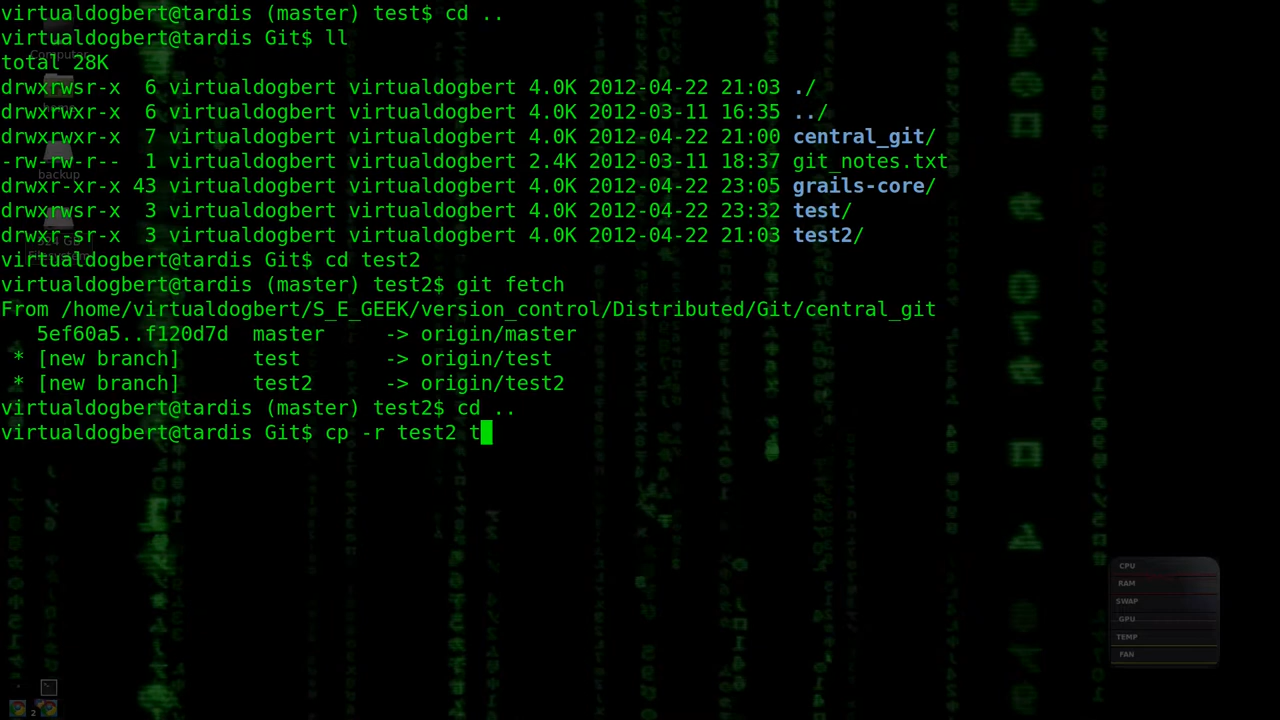 virtualdogbert@tardis (master) test$ cd ..
virtualdogbert@tardis Git$ ll
total 28K
drwxrwsr-x  6 virtualdogbert virtualdogbert 4.0K 2012-04-22 21:03 ./
drwxrwxr-x  6 virtualdogbert virtualdogbert 4.0K 2012-03-11 16:35 ../
drwxrwxr-x  7 virtualdogbert virtualdogbert 4.0K 2012-04-22 21:00 central_git/
-rw-rw-r--  1 virtualdogbert virtualdogbert 2.4K 2012-03-11 18:37 git_notes.txt
drwxr-xr-x 43 virtualdogbert virtualdogbert 4.0K 2012-04-22 23:05 grails-core/
drwxrwsr-x  3 virtualdogbert virtualdogbert 4.0K 2012-04-22 23:32 test/
drwxr-sr-x  3 virtualdogbert virtualdogbert 4.0K 2012-04-22 21:03 test2/
virtualdogbert@tardis Git$ cd test2
virtualdogbert@tardis (master) test2$ git fetch
From /home/virtualdogbert/S_E_GEEK/version_control/Distributed/Git/central_git
   5ef60a5..f120d7d  master     -> origin/master
 * [new branch]      test       -> origin/test
 * [new branch]      test2      -> origin/test2
virtualdogbert@tardis (master) test2$ cd ..
virtualdogbert@tardis Git$ cp -r test2 t
Computer
backup
CPU
RAM
SWAP
GPU
TEMP
FAN
2